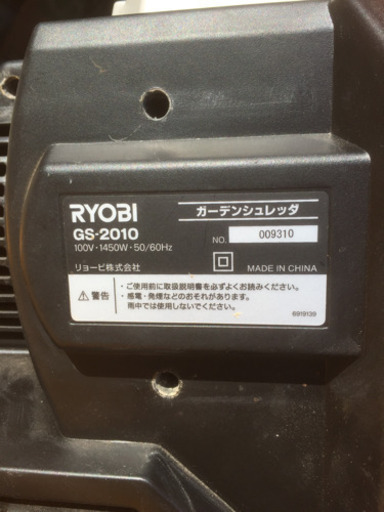 RYOBI
ガーデンシュレッダ
GS-2010
100V・1450W・50/60Hz
NO. 009310
リョービ株式会社
MADE IN CHINA
警告
・ご使用前に取扱説明書を必ずよくお読みください。
・感電・発煙などのおそれがあります。
雨中では使用しないでください。
6919139